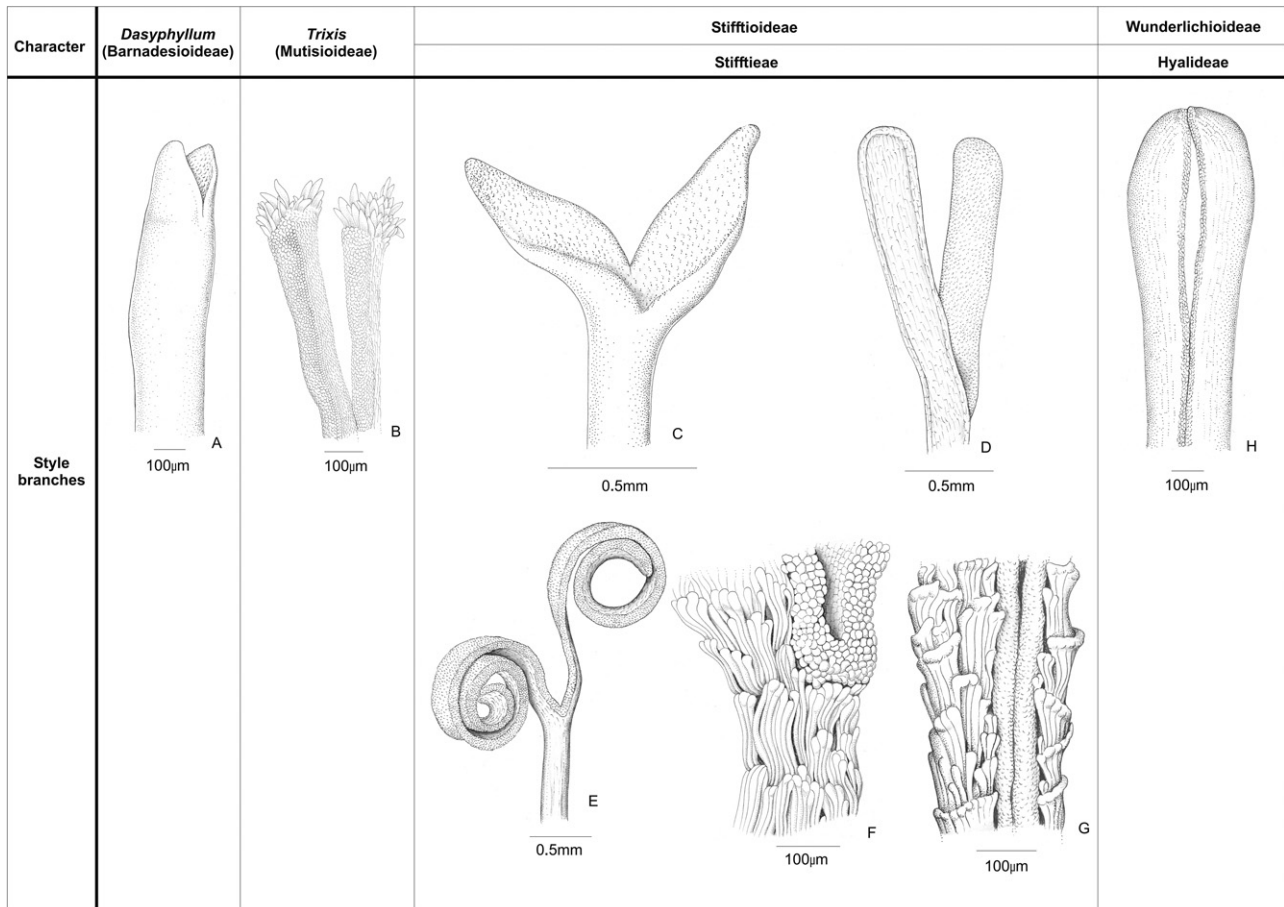 Character
Dasyphyllum
(Barnadesioideae)
Trixis
(Mutisioideae)
Stifftioideae
Wunderlichioideae
Stifftieae
Hyalideae
Style
branches
A
100µm
B
100µm
C
0.5mm
D
0.5mm
H
100µm
E
0.5mm
F
100µm
G
100µm